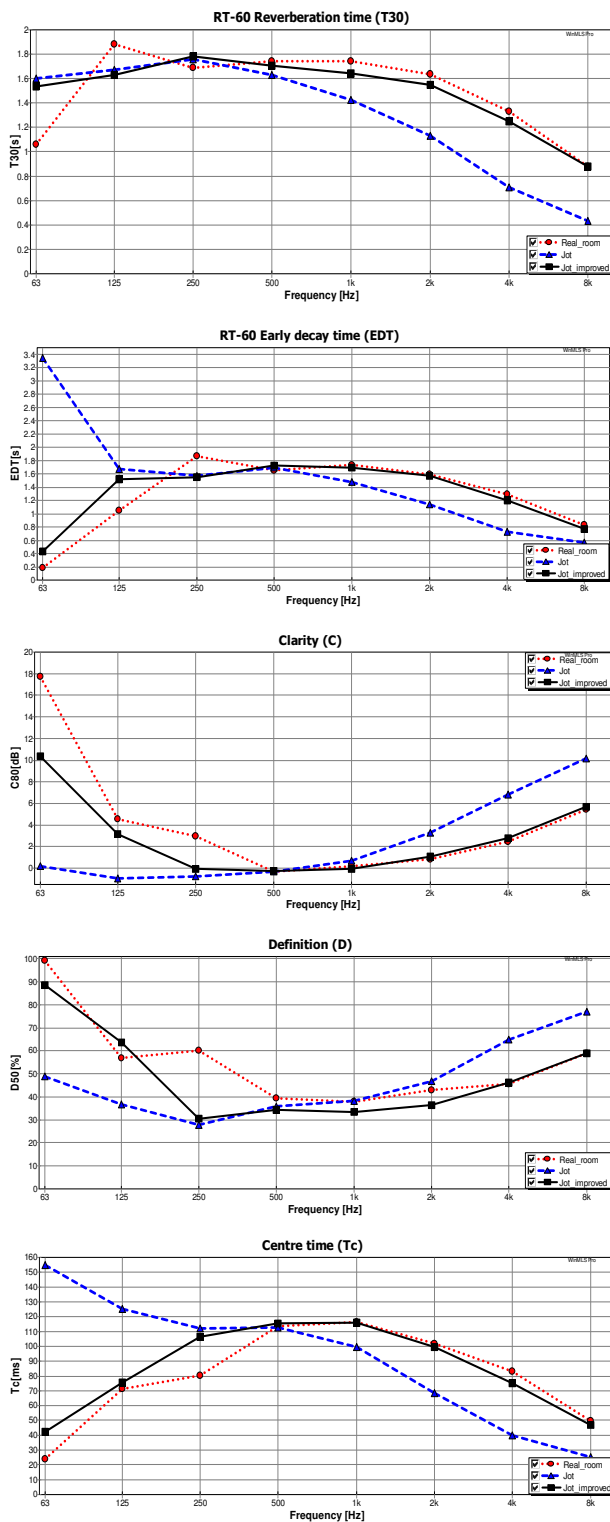 RT-60 Reverberation time (T30)
WinMLS Pro
T30[s]
2
1.8
1.6
1.4
1.2
1
0.8
0.6
0.4
0.2
0
Real_room
Jot
Jot_improved
63 125 250 500 1k 2k 4k 8k
Frequency [Hz]
RT-60 Early decay time (EDT)
WinMLS Pro
EDT[s]
3.4
3.2
3
2.8
2.6
2.4
2.2
2
1.8
1.6
1.4
1.2
1
0.8
0.6
0.4
0.2
0
Real_room
Jot
Jot_improved
63 125 250 500 1k 2k 4k 8k
Frequency [Hz]
Clarity (C)
WinMLS Pro
Real_room
Jot
Jot_improved
C80[dB]
20
18
16
14
12
10
8
6
4
2
0
63 125 250 500 1k 2k 4k 8k
Frequency [Hz]
Definition (D)
WinMLS Pro
D50[%]
100
90
80
70
60
50
40
30
20
10
0
Real_room
Jot
Jot_improved
63 125 250 500 1k 2k 4k 8k
Frequency [Hz]
Centre time (Tc)
WinMLS Pro
Tc[ms]
160
150
140
130
120
110
100
90
80
70
60
50
40
30
20
10
0
Real_room
Jot
Jot_improved
63 125 250 500 1k 2k 4k 8k
Frequency [Hz]